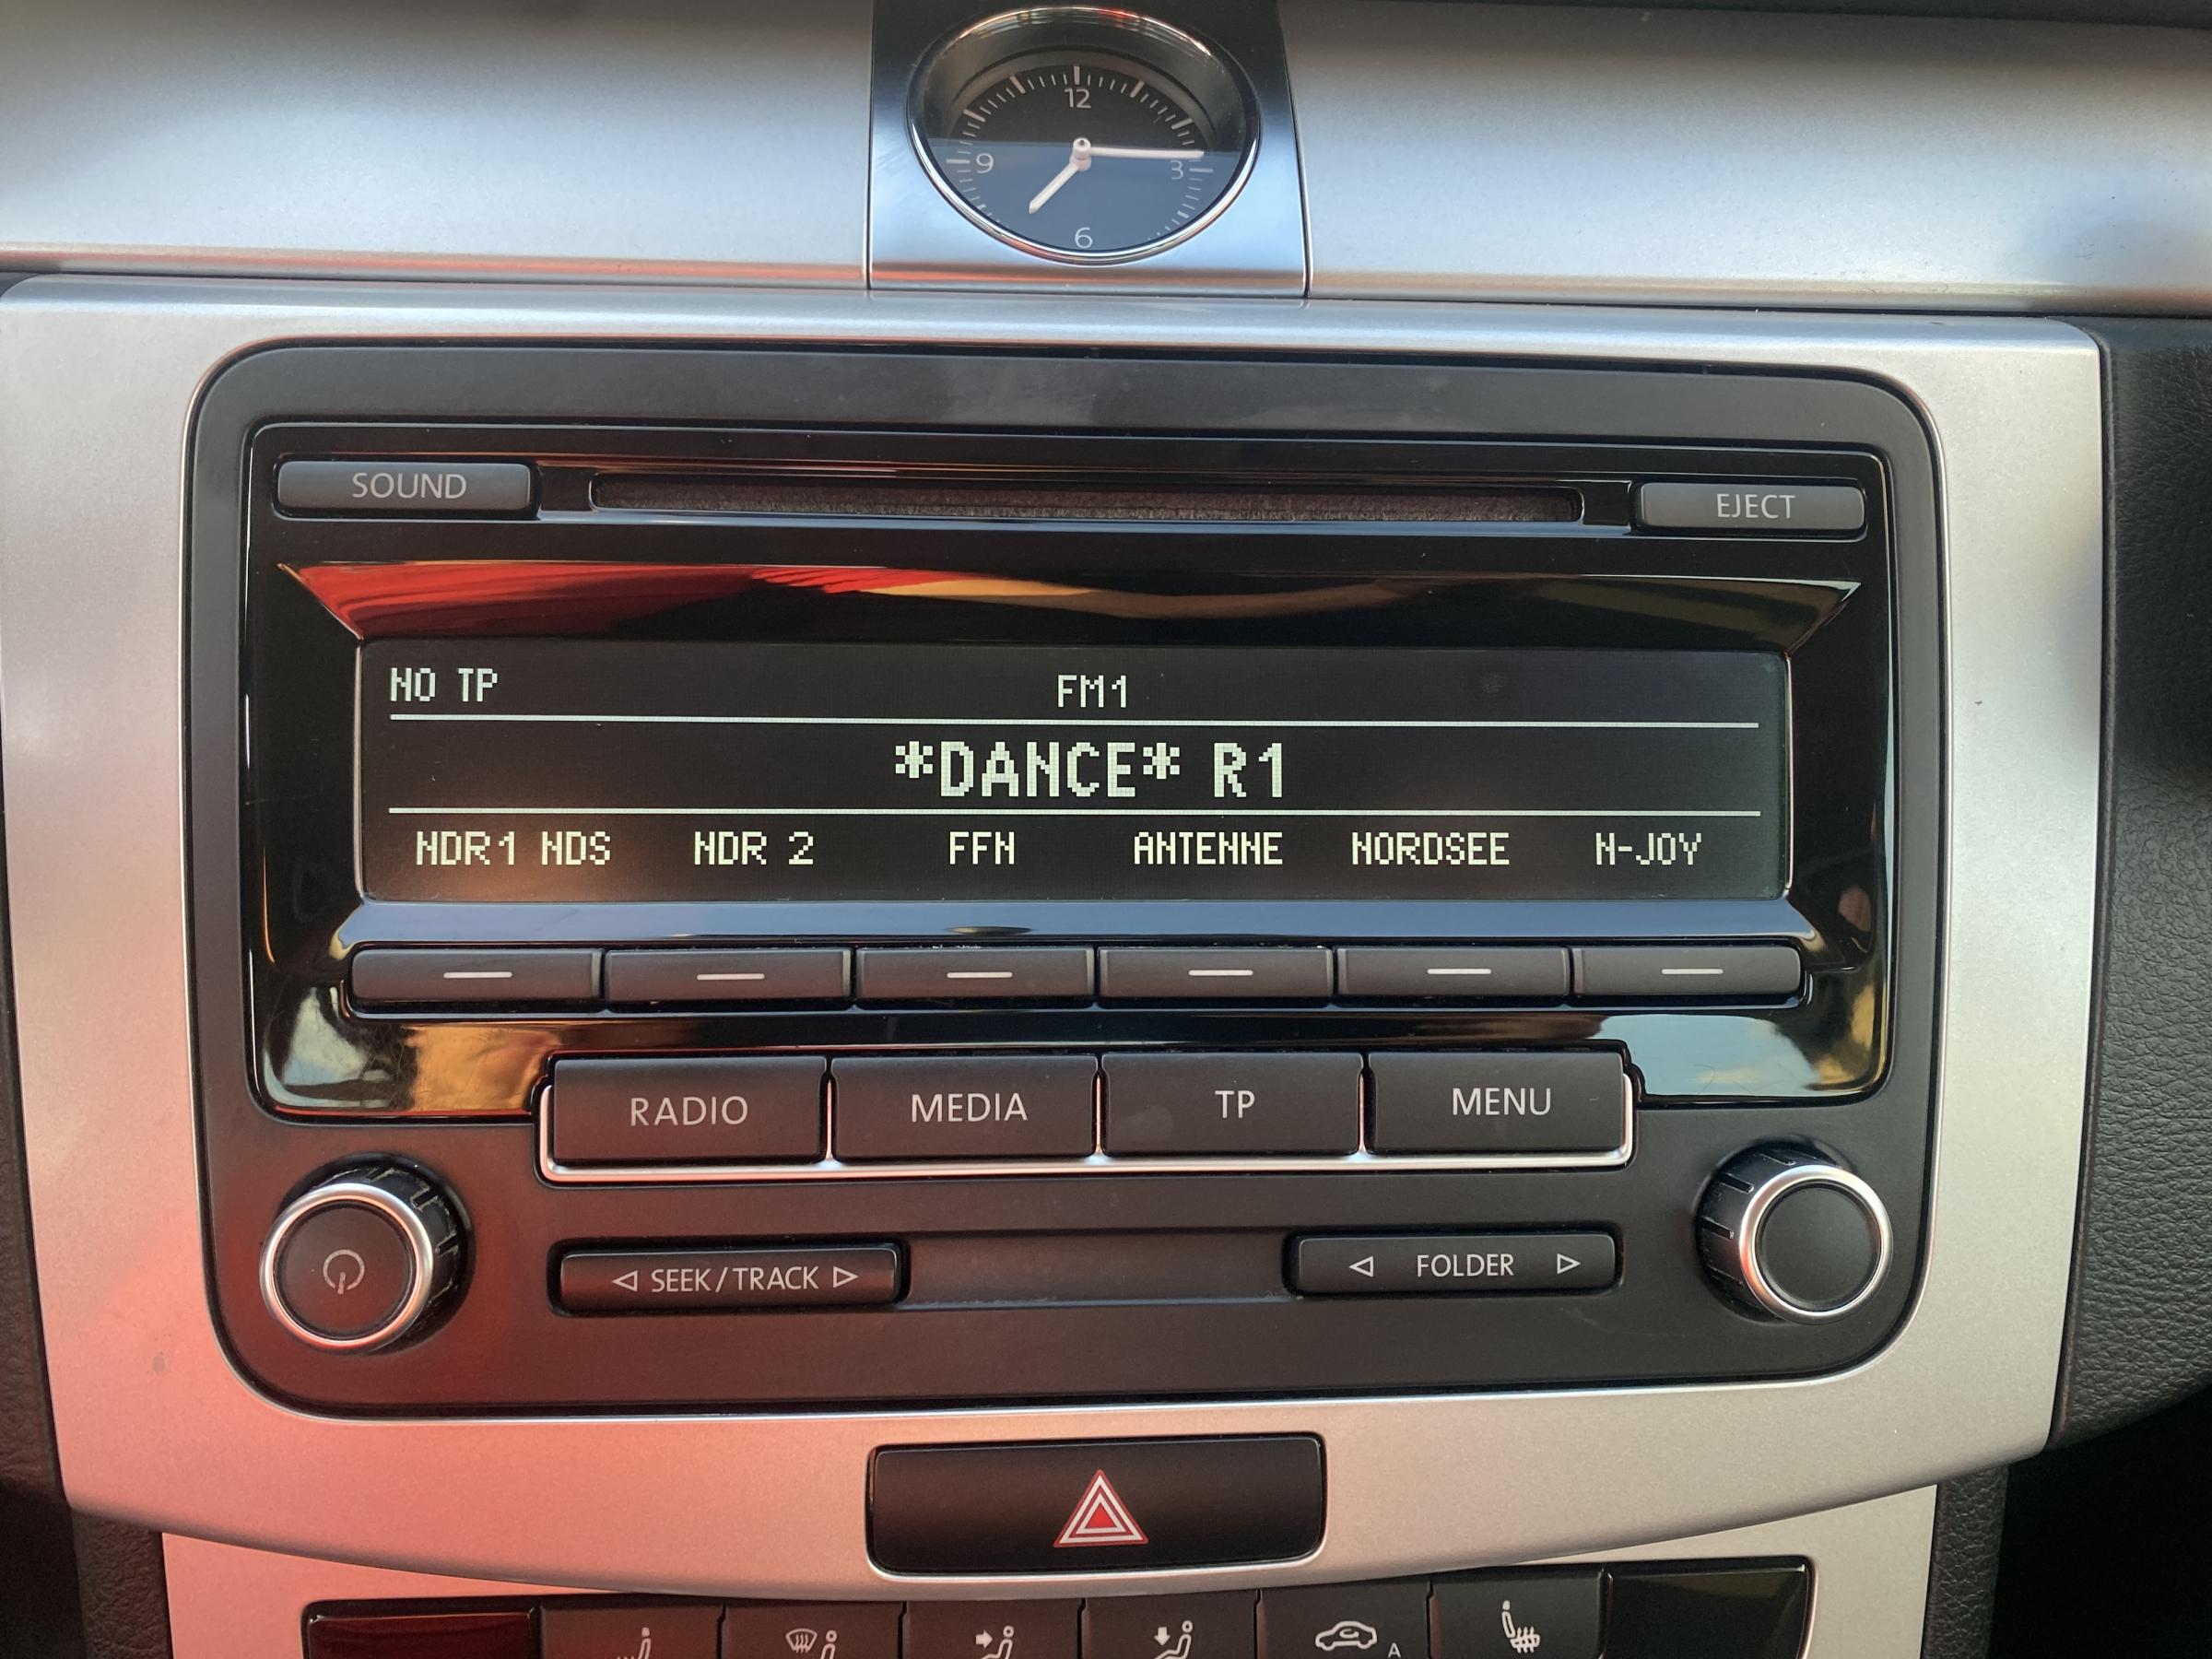 12
9 3
6
SOUND EJECT
NO TP FM1
*DANCE* R1
NDR1 NDS NDR 2 FFN ANTENNE NORDSEE N-JOY
RADIO MEDIA TP MENU
SEEK/TRACK FOLDER
A